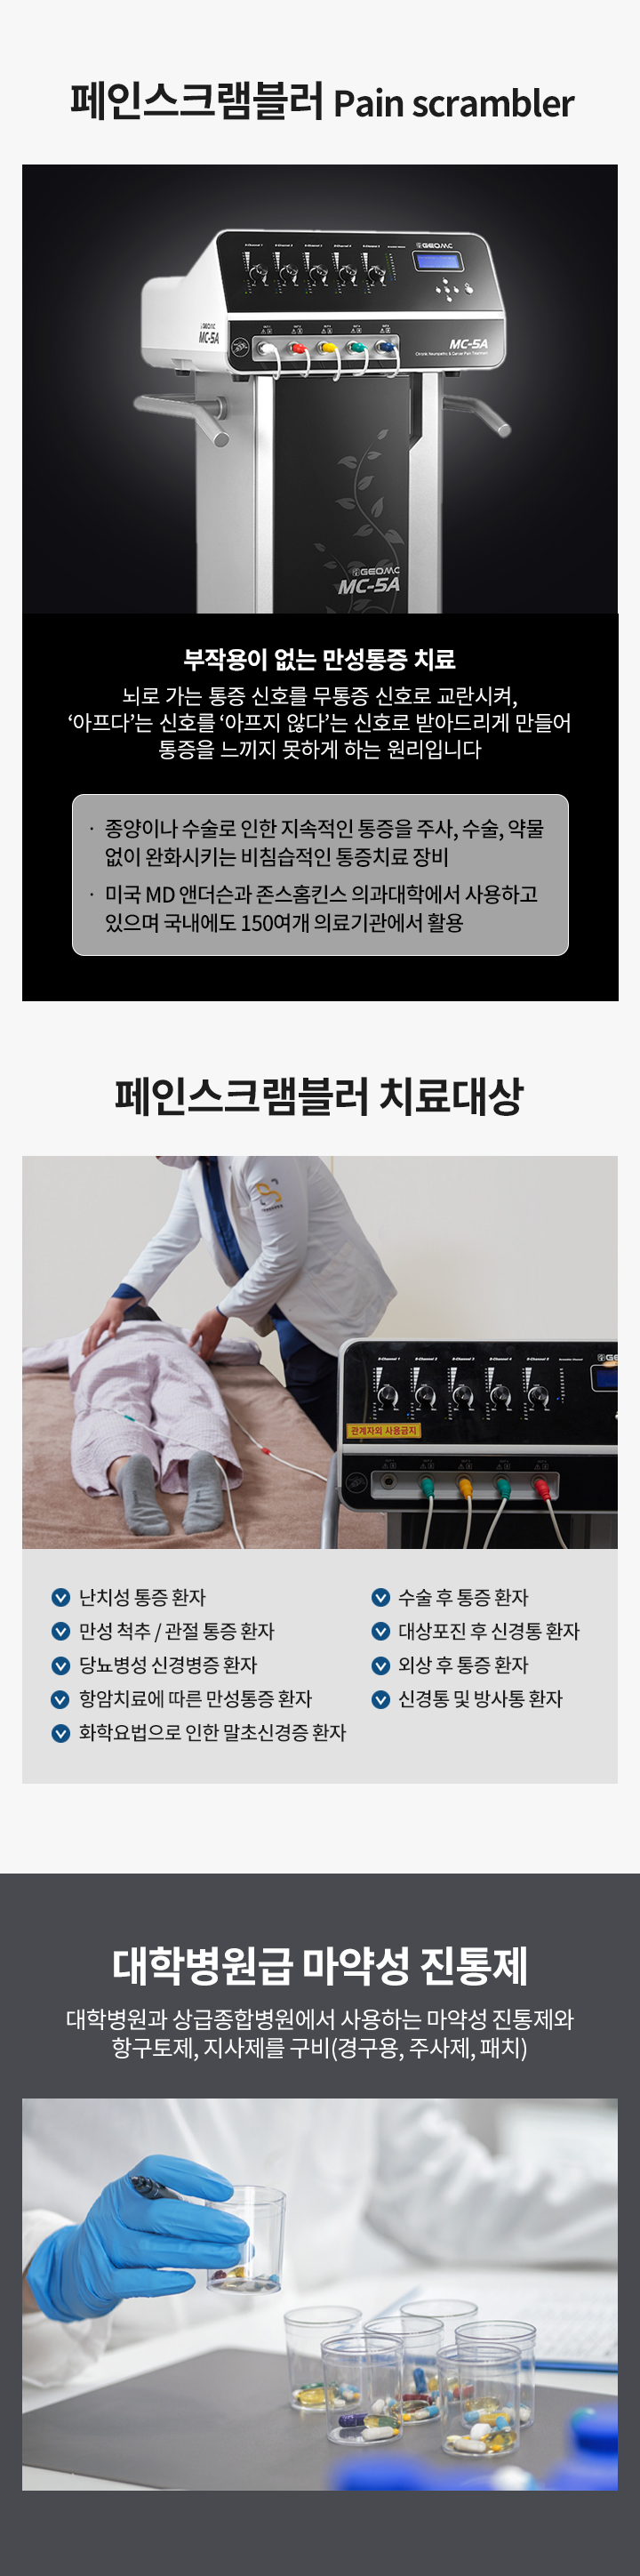 페인스크램블러 Pain scrambler
GEOMC
GEOMC
MC-5A
MC-5A
Chronic Neuropathic & Cancer Pain Treatment
GEOMC
MC-5A
부작용이 없는 만성통증 치료
뇌로 가는 통증 신호를 무통증 신호로 교란시켜,
‘아프다’는 신호를 ‘아프지 않다’는 신호로 받아드리게 만들어
통증을 느끼지 못하게 하는 원리입니다
· 종양이나 수술로 인한 지속적인 통증을 주사, 수술, 약물
없이 완화시키는 비침습적인 통증치료 장비
· 미국 MD 앤더슨과 존스홉킨스 의과대학에서 사용하고
있으며 국내에도 150여개 의료기관에서 활용
페인스크램블러 치료대상
관계자외 사용금지
난치성 통증 환자
만성 척추 / 관절 통증 환자
당뇨병성 신경병증 환자
항암치료에 따른 만성통증 환자
화학요법으로 인한 말초신경증 환자
수술 후 통증 환자
대상포진 후 신경통 환자
외상 후 통증 환자
신경통 및 방사통 환자
대학병원급 마약성 진통제
대학병원과 상급종합병원에서 사용하는 마약성 진통제와
항구토제, 지사제를 구비(경구용, 주사제, 패치)